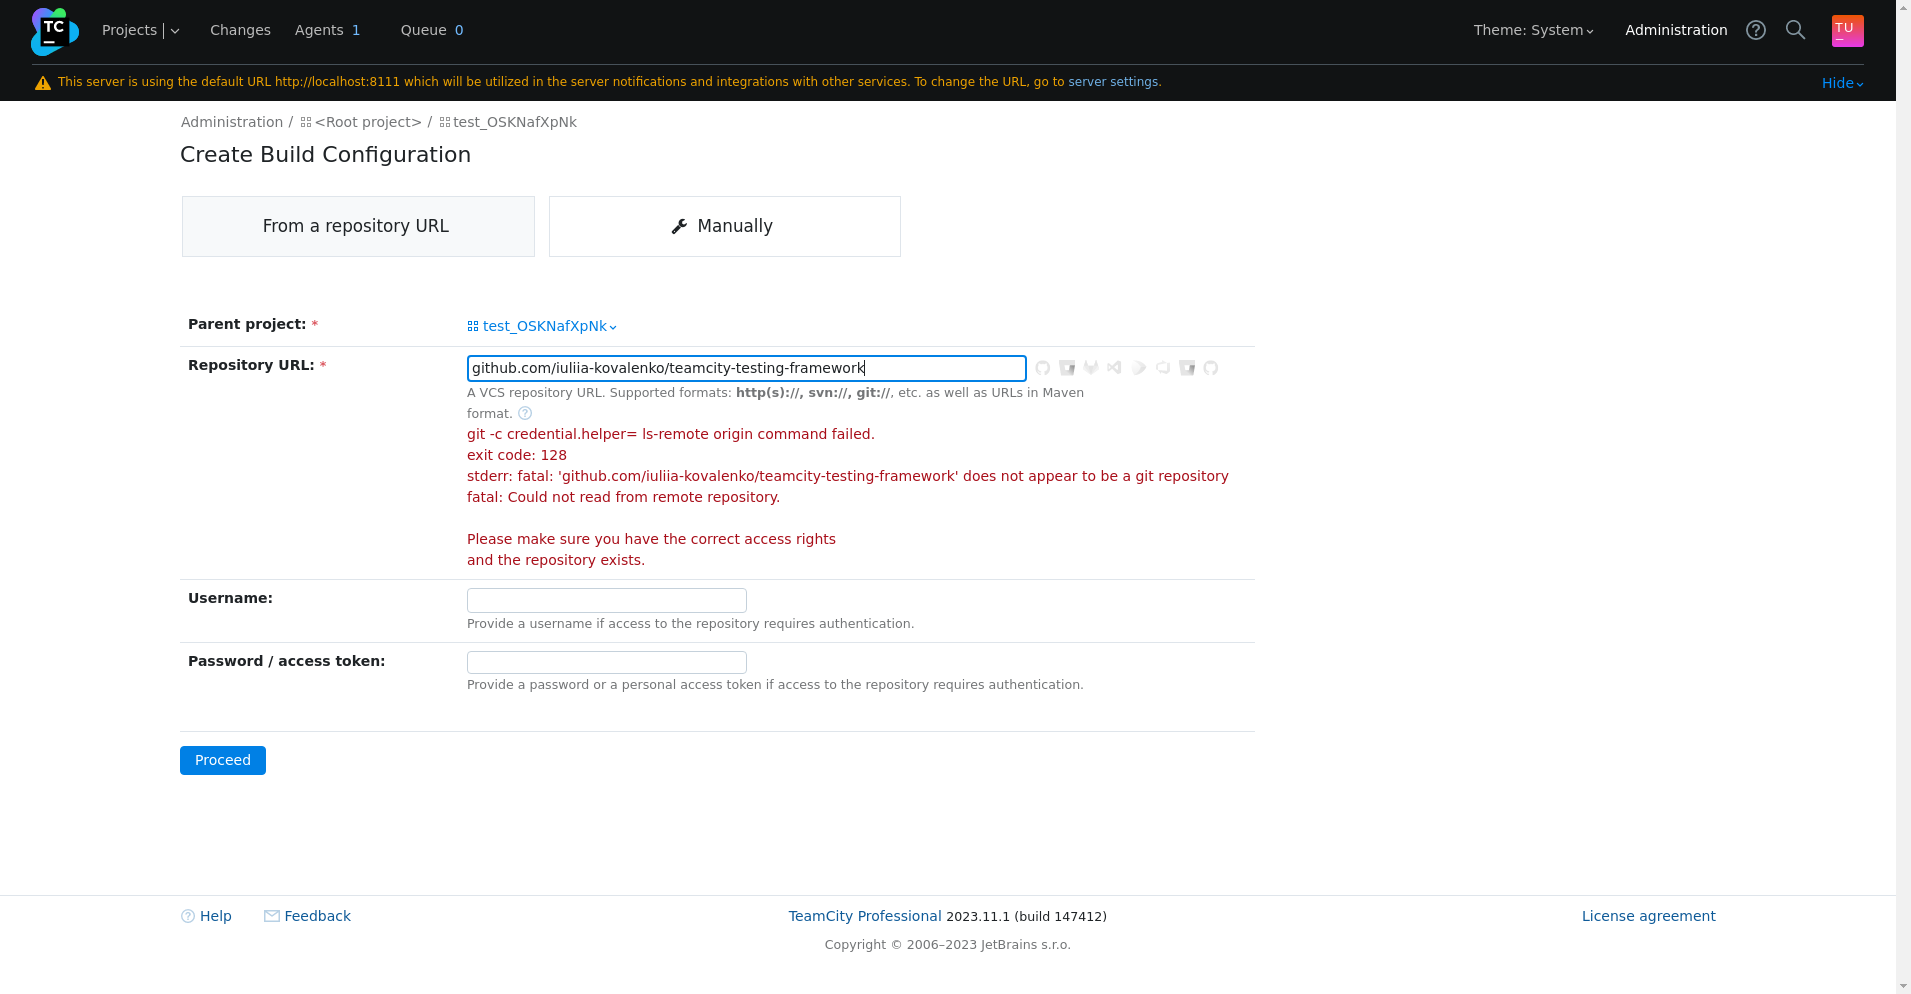 TC
Projects
Changes
Agents 1
Queue 0
Theme: System
Administration
TU
This server is using the default URL http://localhost:8111 which will be utilized in the server notifications and integrations with other services. To change the URL, go to server settings.
Hide
Administration / <Root project> / test_OSKNafXpNk
Create Build Configuration
From a repository URL
Manually
Parent project: *
test_OSKNafXpNk
Repository URL: *
github.com/iuliia-kovalenko/teamcity-testing-framework
A VCS repository URL. Supported formats: http(s)://, svn://, git://, etc. as well as URLs in Maven
format.
git -c credential.helper= ls-remote origin command failed.
exit code: 128
stderr: fatal: 'github.com/iuliia-kovalenko/teamcity-testing-framework' does not appear to be a git repository
fatal: Could not read from remote repository.
Please make sure you have the correct access rights
and the repository exists.
Username:
Provide a username if access to the repository requires authentication.
Password / access token:
Provide a password or a personal access token if access to the repository requires authentication.
Proceed
Help
Feedback
TeamCity Professional 2023.11.1 (build 147412)
License agreement
Copyright © 2006–2023 JetBrains s.r.o.